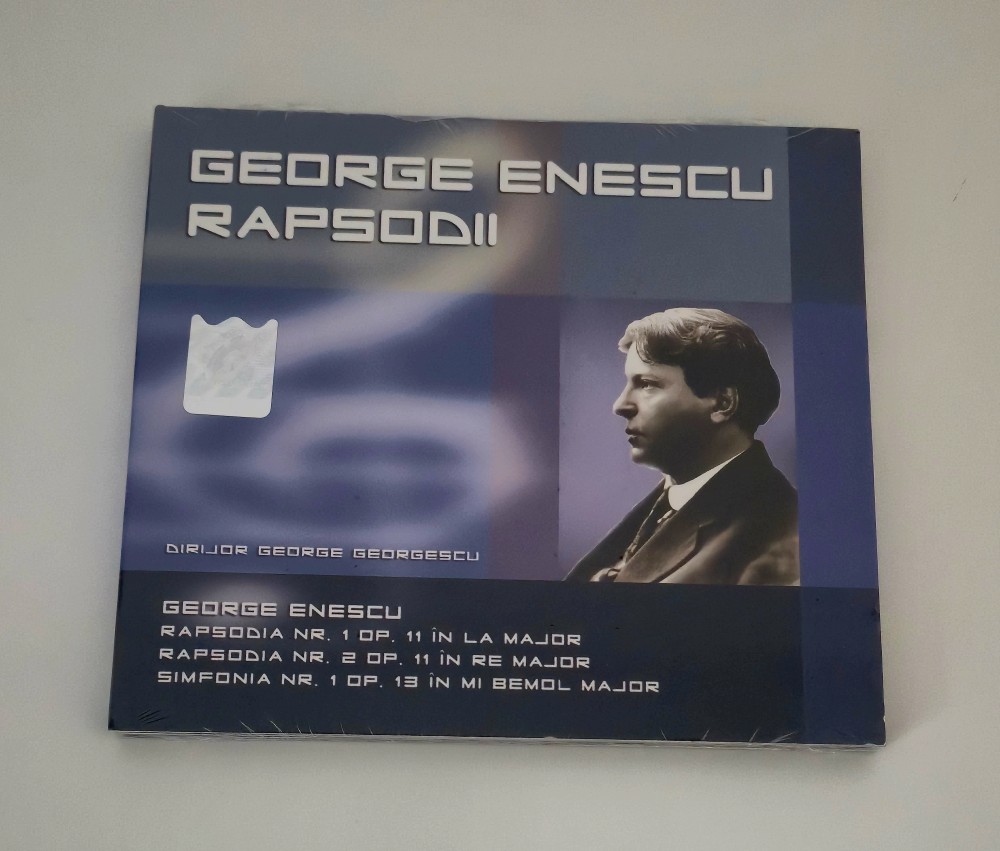 GEORGE ENESCU
RAPSODII
DIRIJOR GEORGE GEORGESCU
GEORGE ENESCU
RAPSODIA NR. 1 OP. 11 ÎN LA MAJOR
RAPSODIA NR. 2 OP. 11 ÎN RE MAJOR
SIMFONIA NR. 1 OP. 13 ÎN MI BEMOL MAJOR